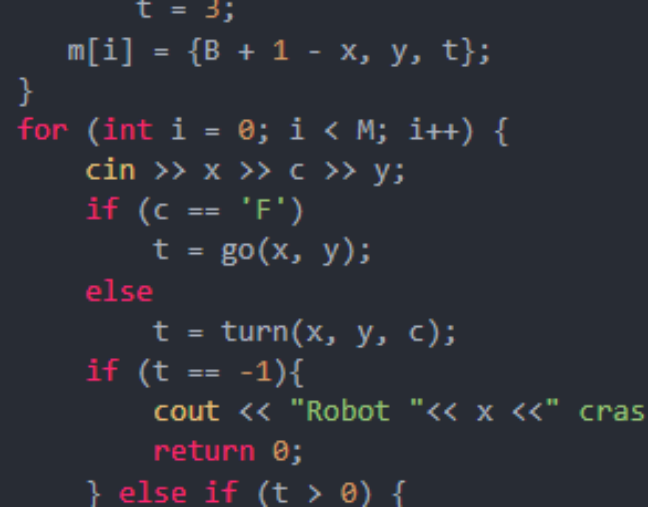 t = 3;
m[i] = {B + 1 - x, y, t};
}
for (int i = 0; i < M; i++) {
cin >> x >> c >> y;
if (c == 'F')
t = go(x, y);
else
t = turn(x, y, c);
if (t == -1){
cout << "Robot "<< x <<" cras
return 0;
} else if (t > 0) {